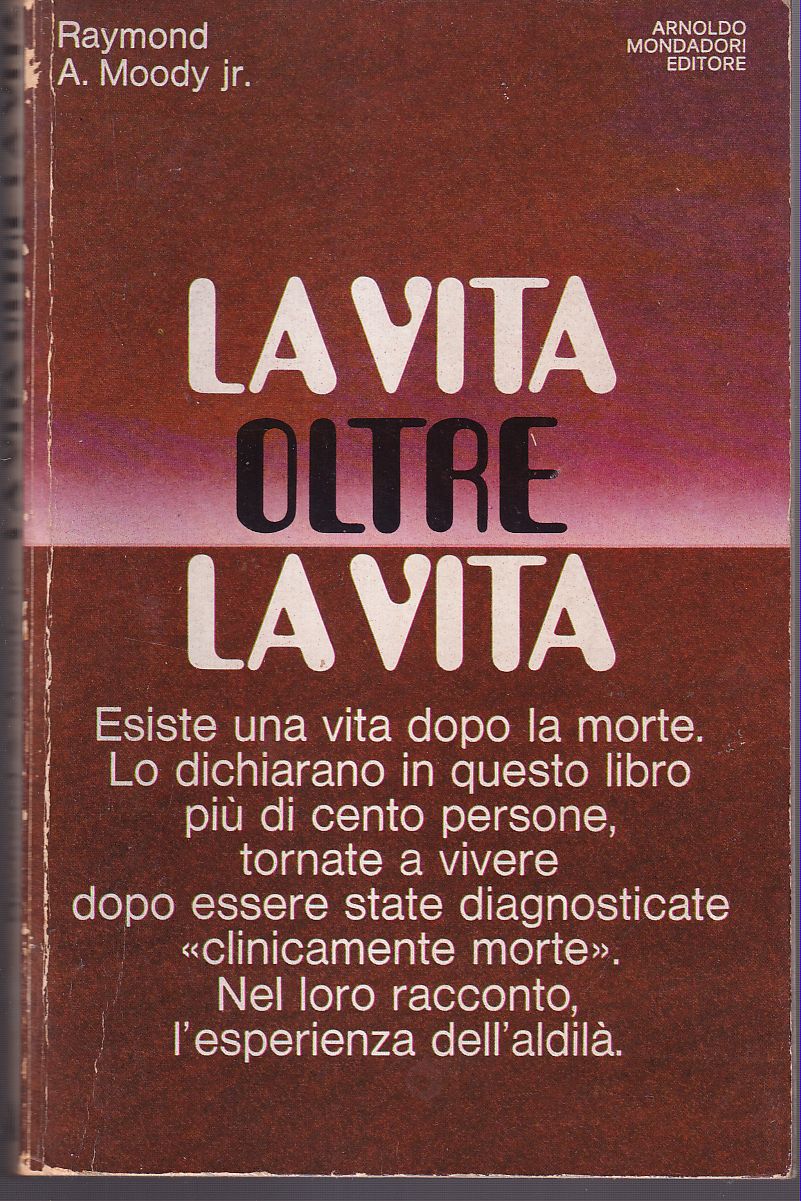 Raymond
A. Moody jr.
ARNOLDO
MONDADORI
EDITORE
LA VITA
OLTRE
LA VITA
Esiste una vita dopo la morte.
Lo dichiarano in questo libro
più di cento persone,
tornate a vivere
dopo essere state diagnosticate
«clinicamente morte».
Nel loro racconto,
l'esperienza dell'aldilà.